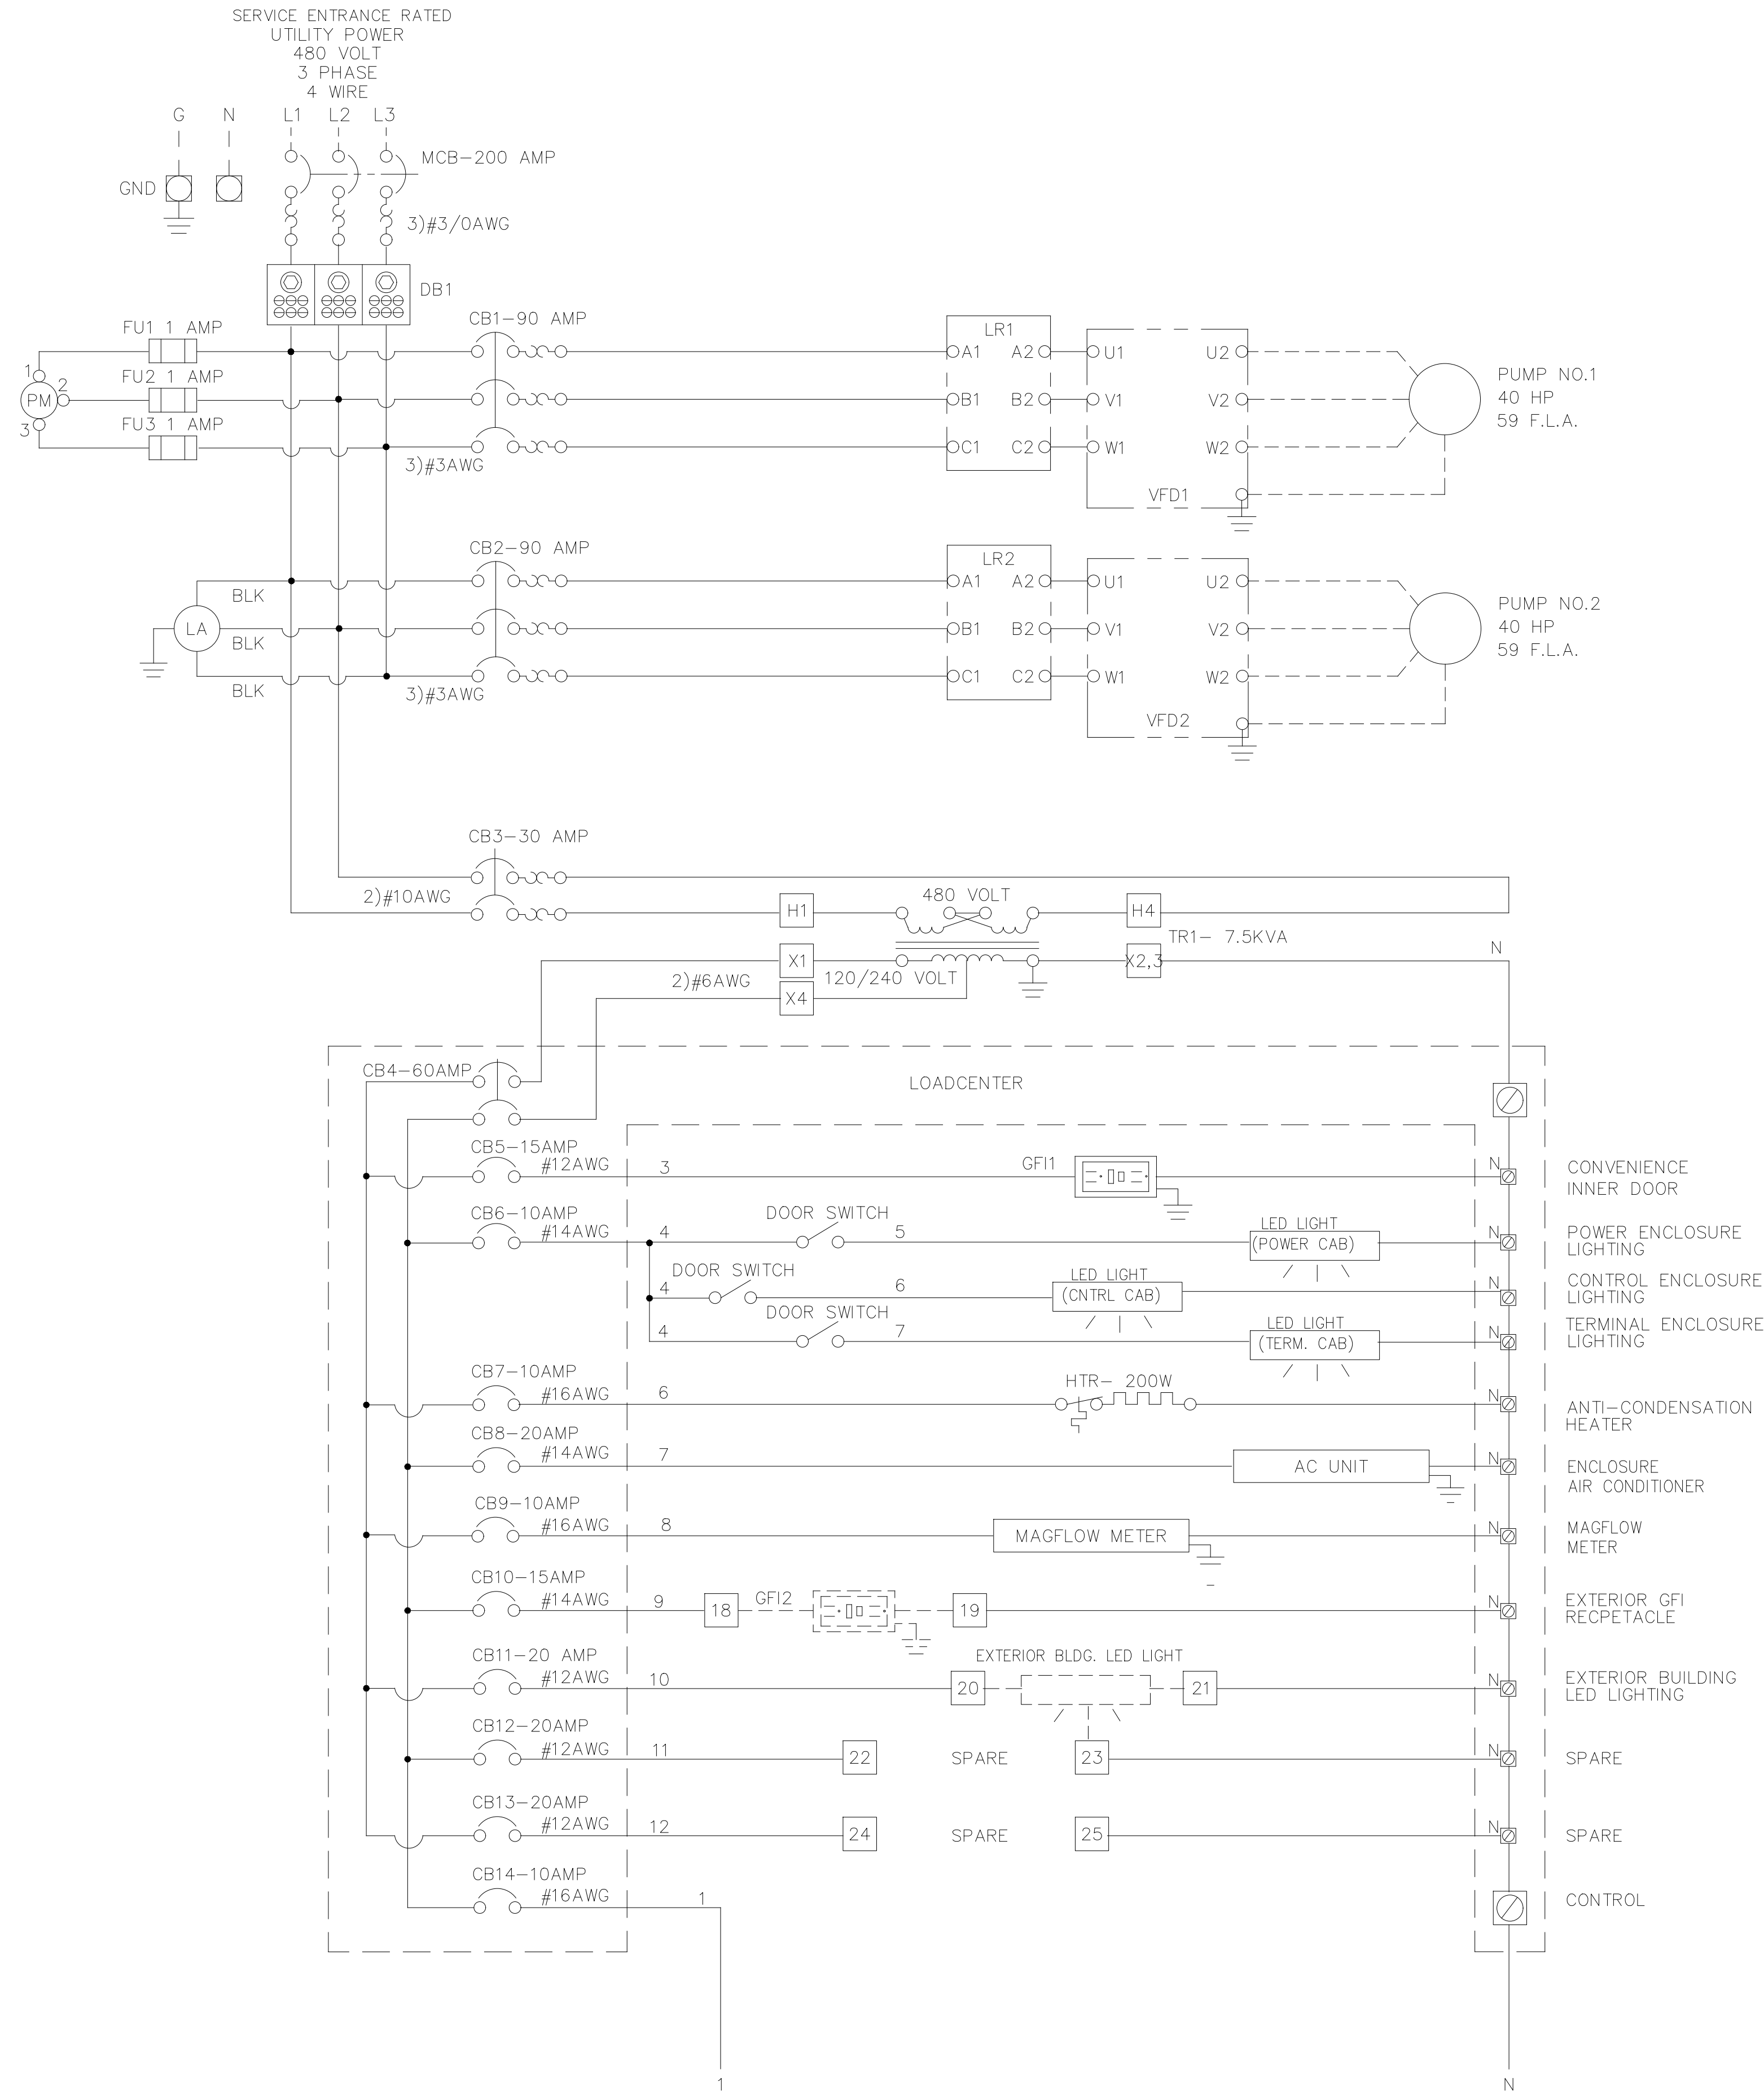 SERVICE ENTRANCE RATED
UTILITY POWER
480 VOLT
3 PHASE
4 WIRE
G N L1 L2 L3
MCB-200 AMP
GND
3)#3/0AWG
DB1
FU1 1 AMP
CB1-90 AMP
LR1
1
A1 A2 U1 U2
PUMP NO.1
FU2 1 AMP
2
PM
B1 B2 V1 V2
40 HP
59 F.L.A.
FU3 1 AMP
3
C1 C2 W1 W2
3)#3AWG
VFD1
CB2-90 AMP
LR2
A1 A2 U1 U2
BLK
PUMP NO.2
LA
B1 B2 V1 V2
40 HP
BLK
59 F.L.A.
C1 C2 W1 W2
BLK
3)#3AWG
VFD2
CB3-30 AMP
2)#10AWG
480 VOLT
H1 H4
TR1- 7.5KVA
N
X1 X2,3
2)#6AWG
120/240 VOLT
X4
CB4-60AMP
LOADCENTER
CB5-15AMP
#12AWG 3 GFI1 N CONVENIENCE
INNER DOOR
CB6-10AMP
#14AWG 4 DOOR SWITCH 5 LED LIGHT
(POWER CAB) N POWER ENCLOSURE
LIGHTING
DOOR SWITCH
4 6 LED LIGHT
(CNTRL CAB) N CONTROL ENCLOSURE
LIGHTING
DOOR SWITCH
4 7 LED LIGHT
(TERM. CAB) N TERMINAL ENCLOSURE
LIGHTING
CB7-10AMP
#16AWG 6 HTR- 200W N ANTI-CONDENSATION
HEATER
CB8-20AMP
#14AWG 7 AC UNIT N ENCLOSURE
AIR CONDITIONER
CB9-10AMP
#16AWG 8 MAGFLOW METER N MAGFLOW
METER
CB10-15AMP
#14AWG 9 18 GFI2 19 N EXTERIOR GFI
RECPETACLE
CB11-20 AMP
EXTERIOR BLDG. LED LIGHT
#12AWG 10 20 21 N EXTERIOR BUILDING
LED LIGHTING
CB12-20AMP
#12AWG 11 22 SPARE 23 N SPARE
CB13-20AMP
#12AWG 12 24 SPARE 25 N SPARE
CB14-10AMP
#16AWG 1 CONTROL
1 N